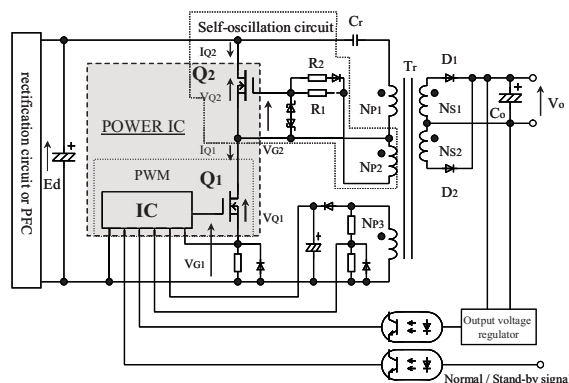 Self-oscillation circuit
Cr
IQ2
Q2
R2
Tr
D1
VQ2
R1
NP1
NS1
Co
Vo
rectification circuit or PFC
POWER IC
VG2
IQ1
NP2
NS2
Ed
PWM
Q1
D2
IC
VQ1
NP3
VG1
Output voltage
regulator
Normal / Stand-by signal